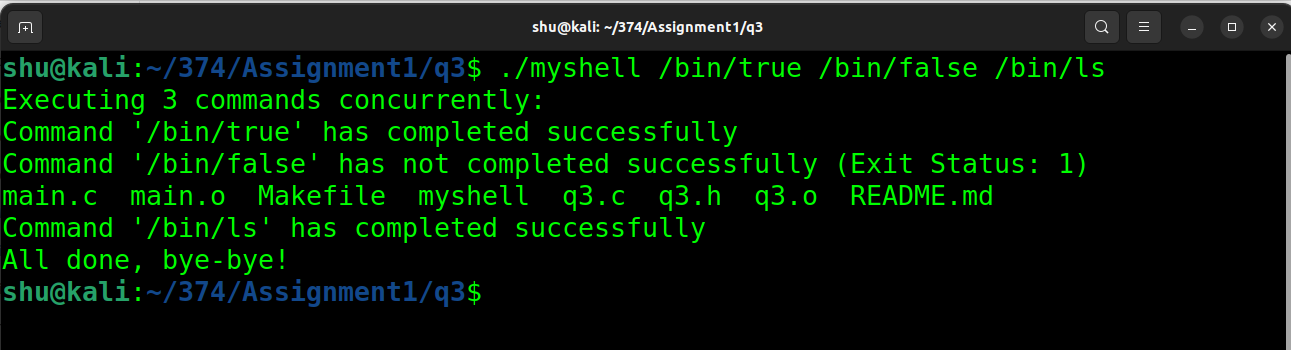 shu@kali: ~/374/Assignment1/q3
shu@kali:~/374/Assignment1/q3$ ./myshell /bin/true /bin/false /bin/ls
Executing 3 commands concurrently:
Command '/bin/true' has completed successfully
Command '/bin/false' has not completed successfully (Exit Status: 1)
main.c  main.o  Makefile  myshell  q3.c  q3.h  q3.o  README.md
Command '/bin/ls' has completed successfully
All done, bye-bye!
shu@kali:~/374/Assignment1/q3$